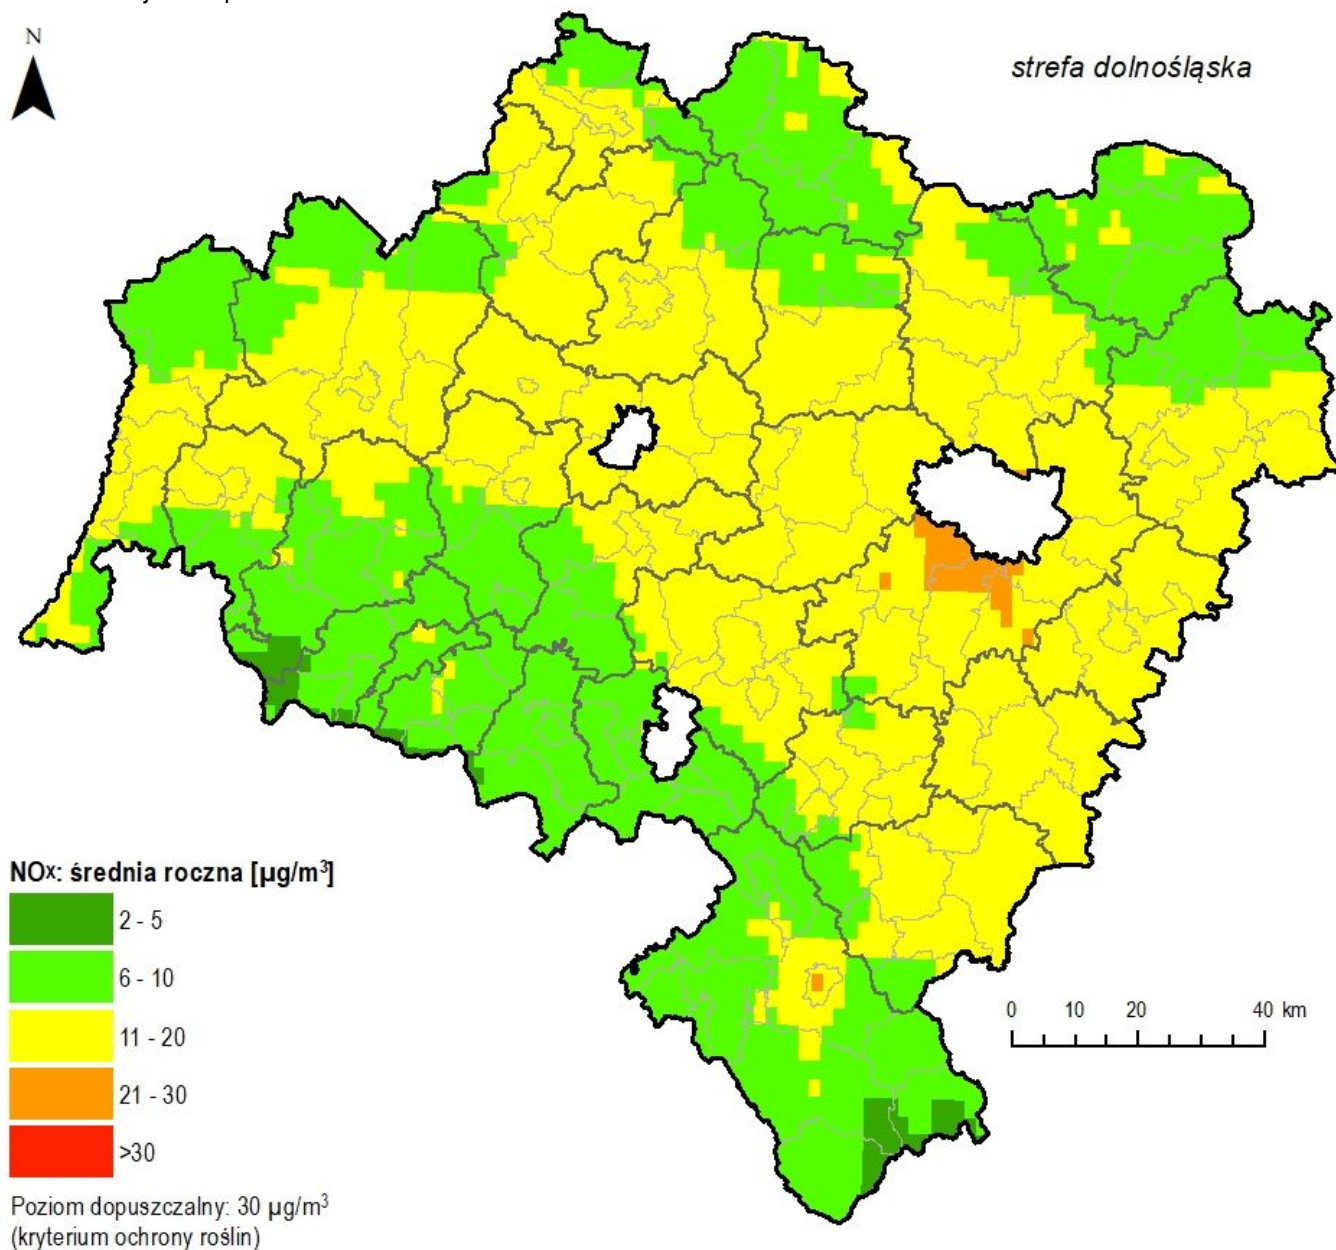 N
strefa dolnośląska
NOx: średnia roczna [µg/m³]
2 - 5
6 - 10
11 - 20
21 - 30
>30
Poziom dopuszczalny: 30 µg/m³
(kryterium ochrony roślin)
0 10 20 40 km